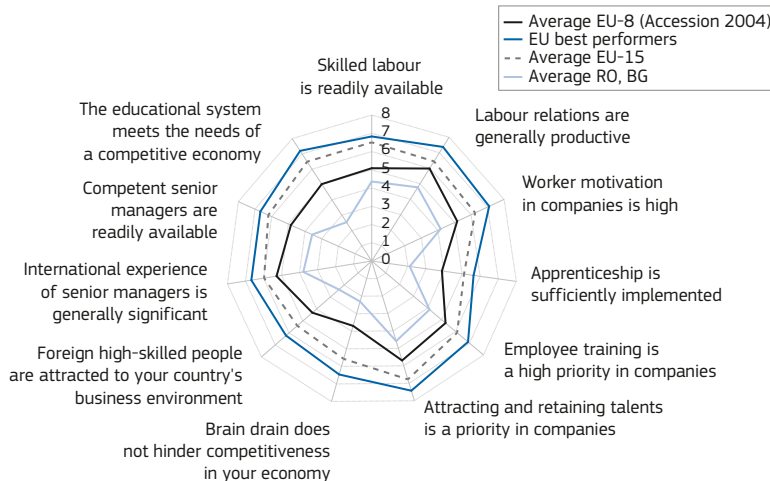 Average EU-8 (Accession 2004)
EU best performers
Average EU-15
Average RO, BG
Skilled labour
is readily available
Labour relations are
generally productive
Worker motivation
in companies is high
Apprenticeship is
sufficiently implemented
Employee training is
a high priority in companies
Attracting and retaining talents
is a priority in companies
Brain drain does
not hinder competitiveness
in your economy
Foreign high-skilled people
are attracted to your country's
business environment
International experience
of senior managers is
generally significant
Competent senior
managers are
readily available
The educational system
meets the needs of
a competitive economy
8
7
6
5
4
3
2
1
0